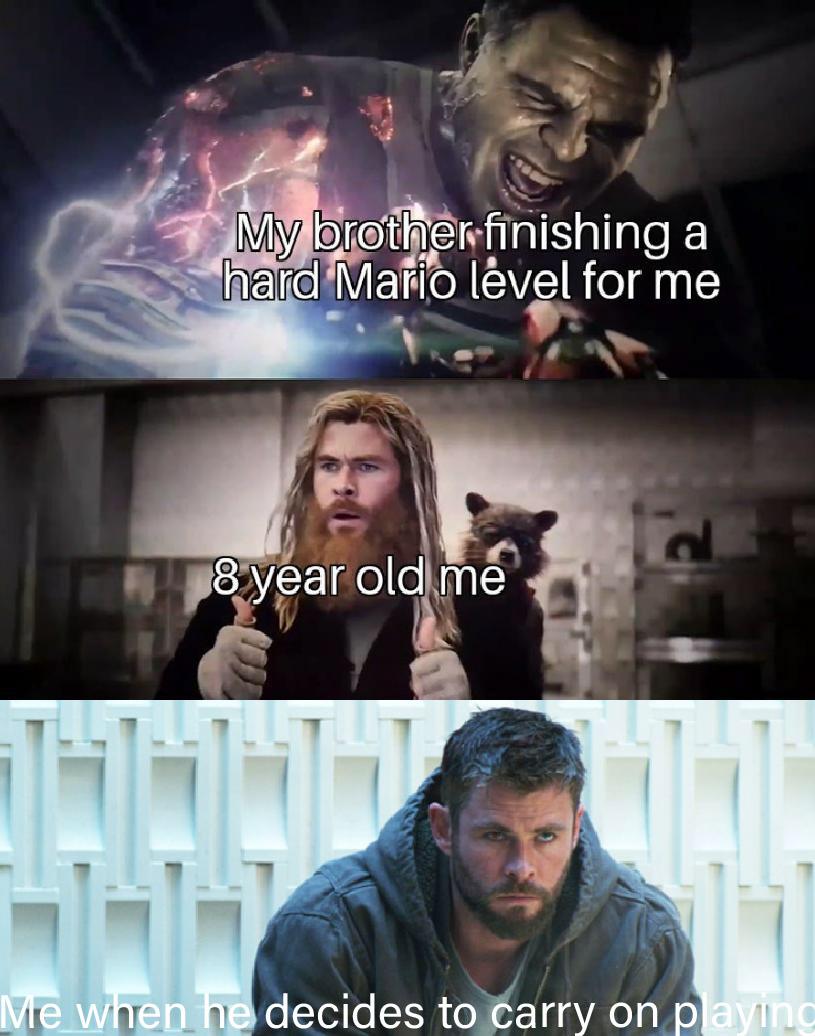 My brother finishing a
hard Mario level for me
8 year old me
Me when he decides to carry on playing